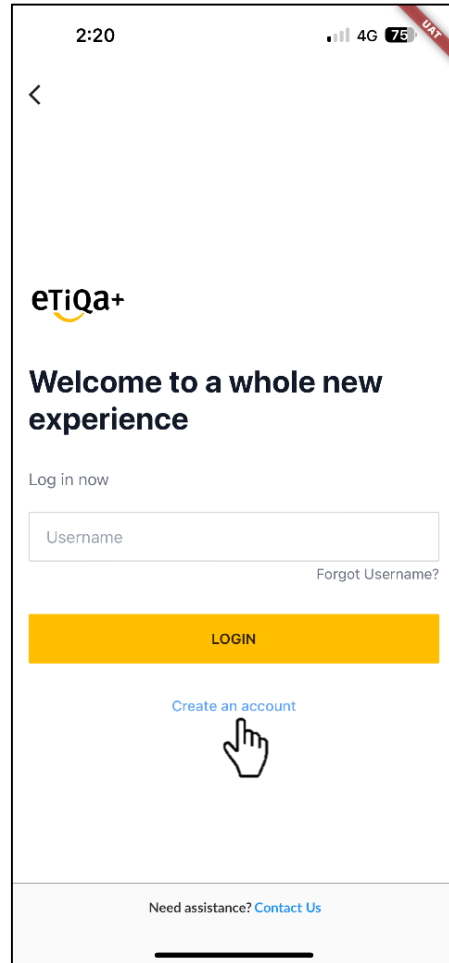 2:20 4G 75
UAT
eTiQa+
Welcome to a whole new
experience
Log in now
Username
Forgot Username?
LOGIN
Create an account
Need assistance? Contact Us